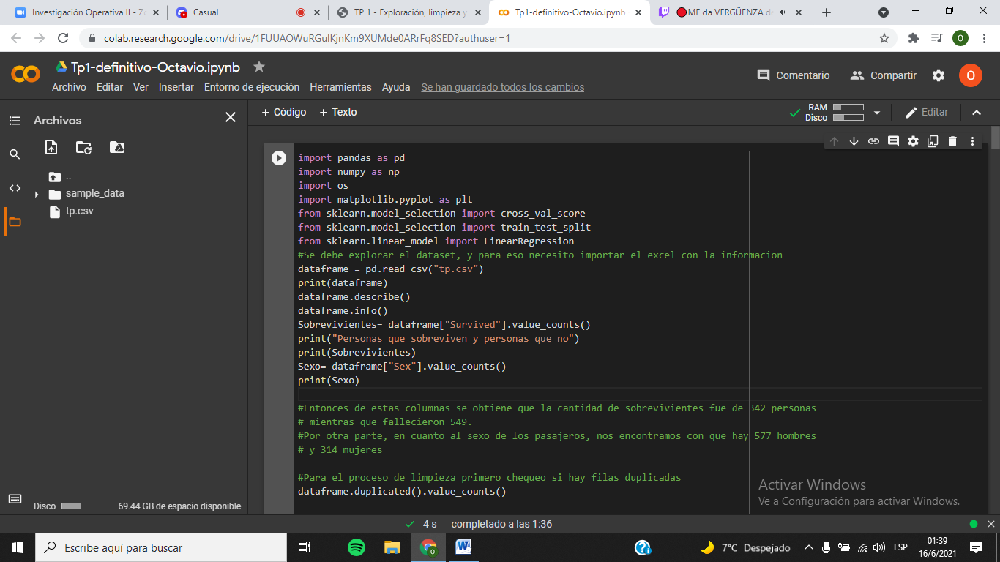 Investigación Operativa II - Zo
Casual
TP 1 - Exploración, limpieza y
Tp1-definitivo-Octavio.ipynb
ME da VERGÜENZA de
colab.research.google.com/drive/1FUUAOWuRGulKjnKm9XUMde0ARrFq8SED?authuser=1
O
Tp1-definitivo-Octavio.ipynb
Archivo Editar Ver Insertar Entorno de ejecución Herramientas Ayuda Se han guardado todos los cambios
Comentario Compartir O
Archivos
+ Código + Texto
RAM
Disco
Editar
..
sample_data
tp.csv
import pandas as pd
import numpy as np
import os
import matplotlib.pyplot as plt
from sklearn.model_selection import cross_val_score
from sklearn.model_selection import train_test_split
from sklearn.linear_model import LinearRegression
#Se debe explorar el dataset, y para eso necesito importar el excel con la informacion
dataframe = pd.read_csv("tp.csv")
print(dataframe)
dataframe.describe()
dataframe.info()
Sobrevivientes= dataframe["Survived"].value_counts()
print("Personas que sobreviven y personas que no")
print(Sobrevivientes)
Sexo= dataframe["Sex"].value_counts()
print(Sexo)
#Entonces de estas columnas se obtiene que la cantidad de sobrevivientes fue de 342 personas
# mientras que fallecieron 549.
#Por otra parte, en cuanto al sexo de los pasajeros, nos encontramos con que hay 577 hombres
# y 314 mujeres
#Para el proceso de limpieza primero chequeo si hay filas duplicadas
dataframe.duplicated().value_counts()
Activar Windows
Ve a Configuración para activar Windows.
Disco 69.44 GB de espacio disponible
4 s completado a las 1:36
Escribe aquí para buscar
7°C Despejado
ESP
01:39
16/6/2021